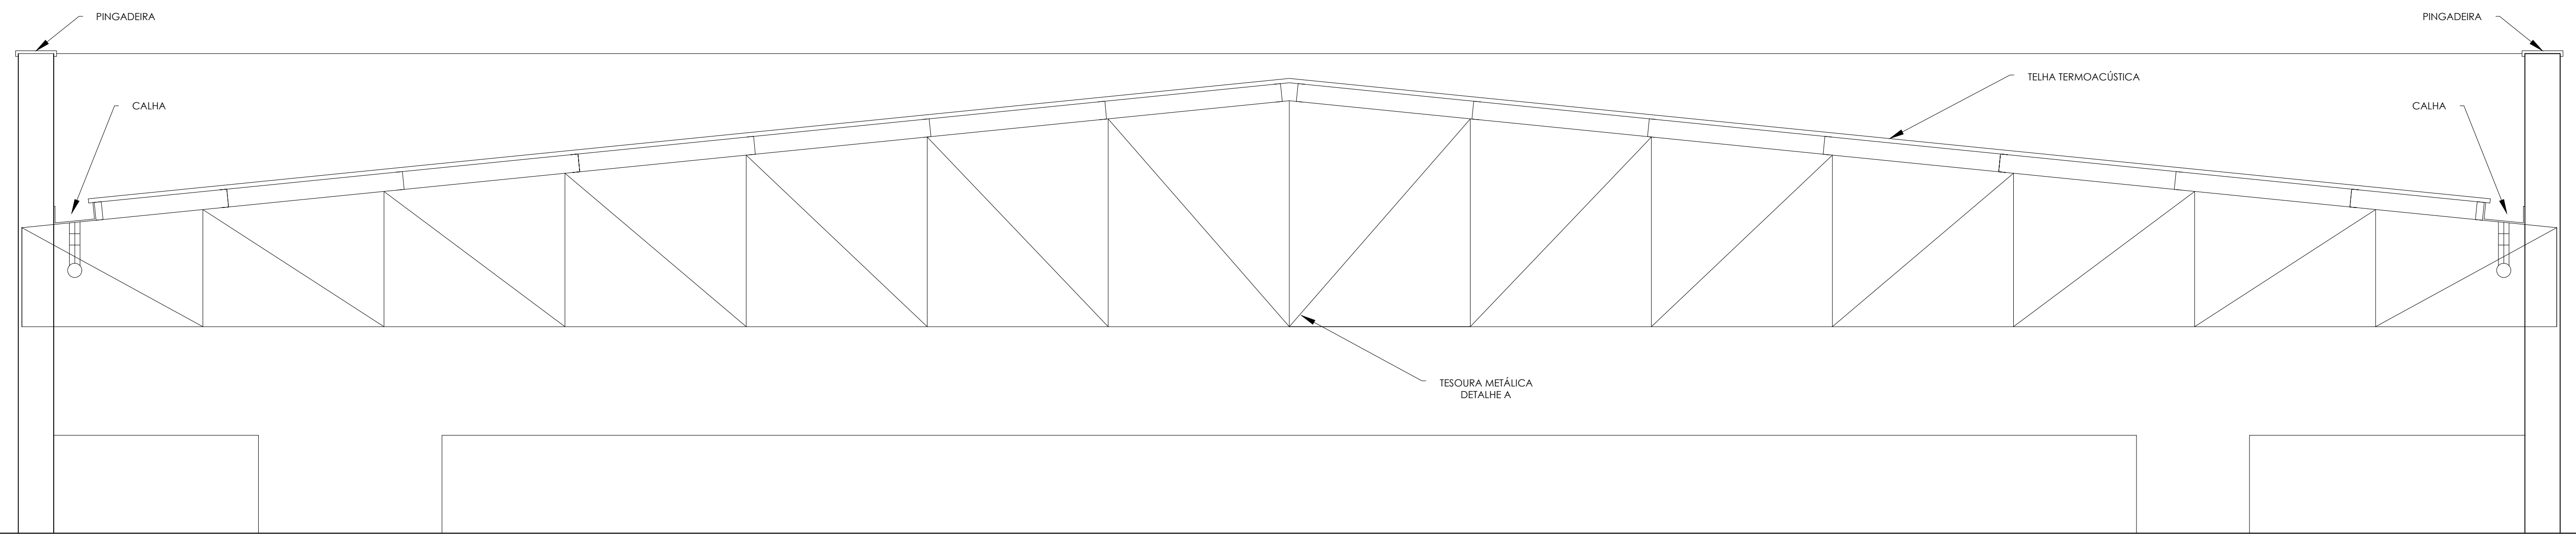 PINGADEIRA
PINGADEIRA
TELHA TERMOACÚSTICA
CALHA
CALHA
TESOURA METÁLICA
DETALHE A